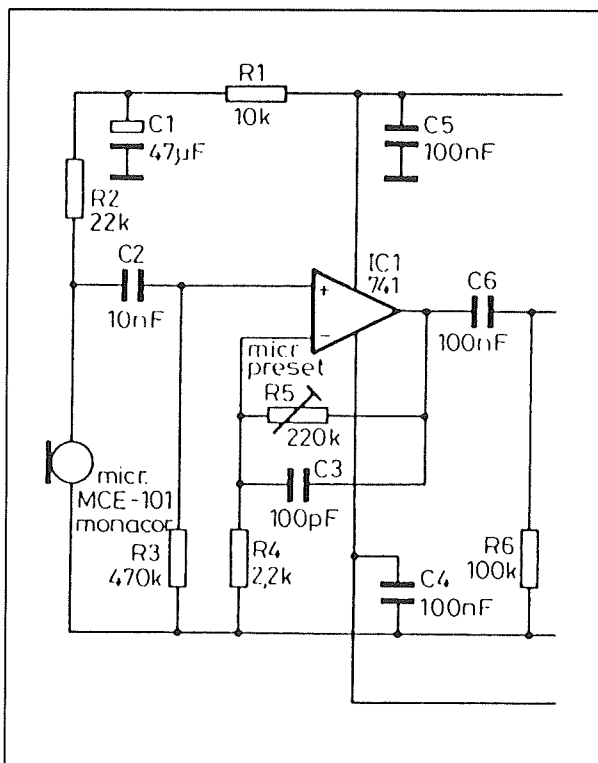 R1
10k
C1
47µF
C5
100nF
R2
22k
C2
10nF
IC1
741
C6
100nF
+
−
micr.
preset
R5
220k
C3
100pF
micr.
MCE-101
monacor
R3
470k
R4
2,2k
C4
100nF
R6
100k